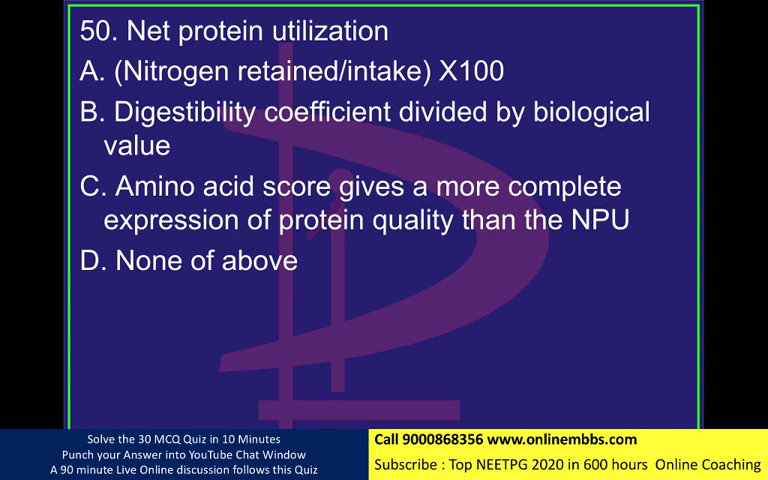 50. Net protein utilization
A. (Nitrogen retained/intake) X100
B. Digestibility coefficient divided by biological
value
C. Amino acid score gives a more complete
expression of protein quality than the NPU
D. None of above
Solve the 30 MCQ Quiz in 10 Minutes
Punch your Answer into YouTube Chat Window
A 90 minute Live Online discussion follows this Quiz
Call 9000868356 www.onlinembbs.com
Subscribe : Top NEETPG 2020 in 600 hours Online Coaching